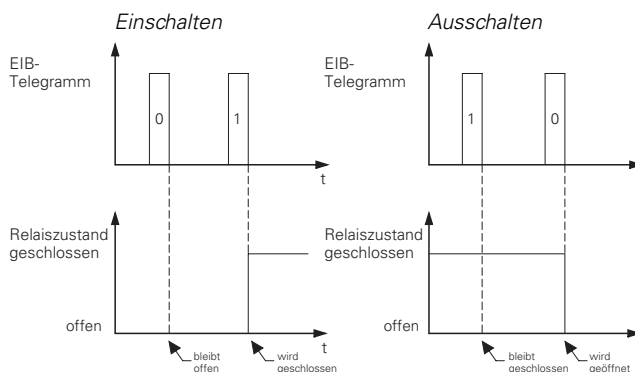 Einschalten
EIB-
Telegramm
0
1
t
Relaiszustand
geschlossen
offen
bleibt
offen
wird
geschlossen
t
Ausschalten
EIB-
Telegramm
1
0
Relaiszustand
geschlossen
offen
bleibt
geschlossen
wird
geöffnet